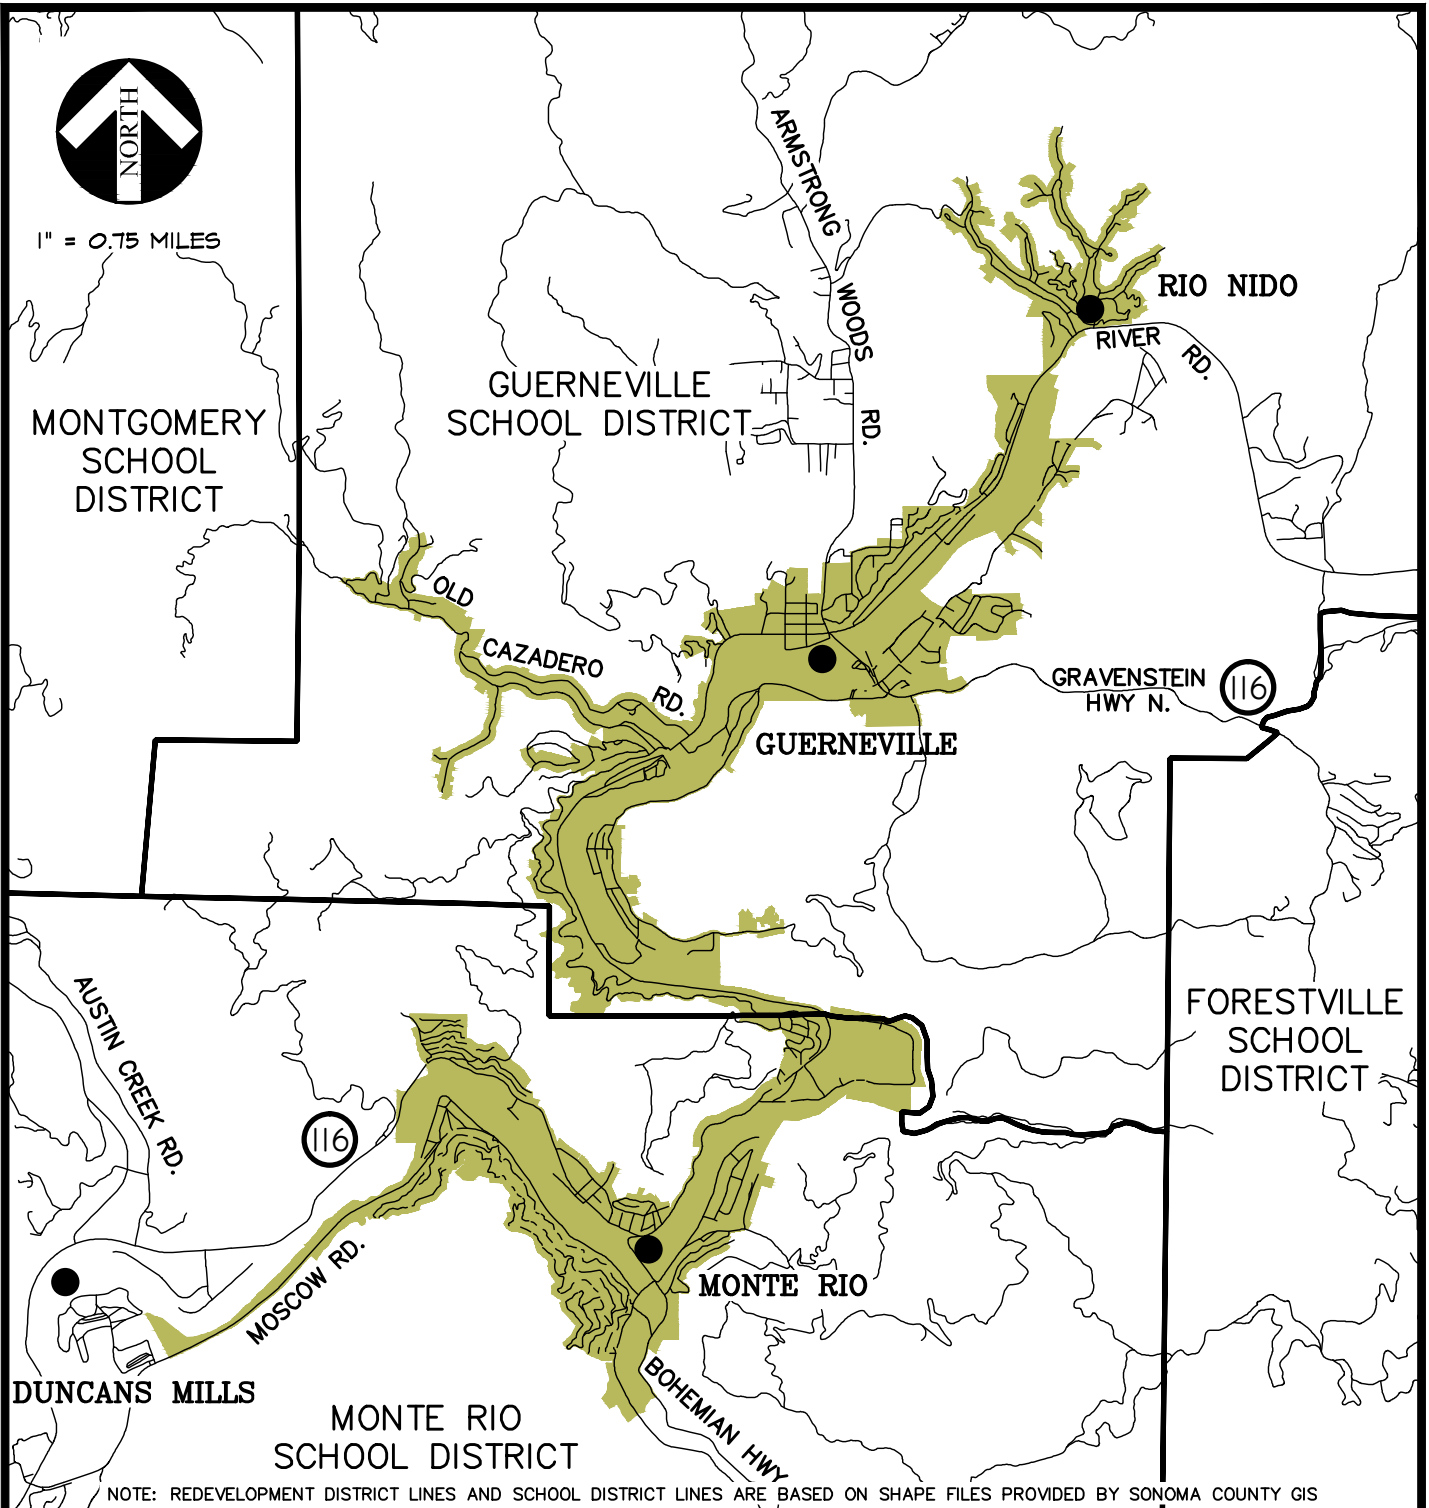 NORTH
1" = 0.75 MILES
ARMSTRONG
WOODS
RD.
RIO NIDO
RIVER
RD.
GUERNEVILLE
SCHOOL DISTRICT
MONTGOMERY
SCHOOL
DISTRICT
OLD
CAZADERO
RD.
GRAVENSTEIN
HWY N.
116
GUERNEVILLE
FORESTVILLE
SCHOOL
DISTRICT
AUSTIN CREEK RD.
116
MOSCOW RD.
MONTE RIO
DUNCANS MILLS
BOHEMIAN HWY
MONTE RIO
SCHOOL DISTRICT
NOTE: REDEVELOPMENT DISTRICT LINES AND SCHOOL DISTRICT LINES ARE BASED ON SHAPE FILES PROVIDED BY SONOMA COUNTY GIS